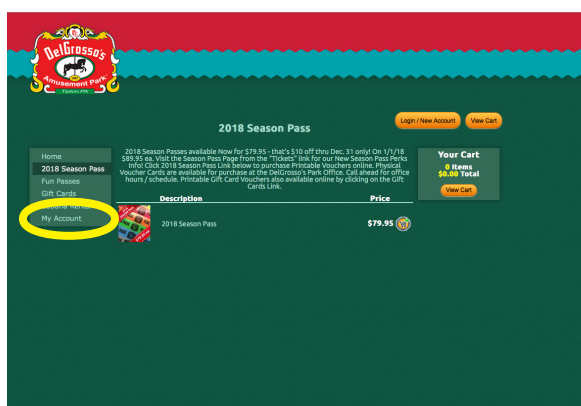 DelGrosso's
Amusement Park
Tipton, PA
Login / New Account
View Cart
2018 Season Pass
Home
2018 Season Pass
Fun Passes
Gift Cards
My Account
2018 Season Passes available Now for $79.95 - that's $10 off thru Dec. 31 only! On 1/1/18
$89.95 ea. Visit the Season Pass Page from the "Tickets" link for our New Season Pass Perks
Info! Click 2018 Season Pass Link below to purchase Printable Vouchers online. Physical
Voucher Cards are available for purchase at the DelGrosso's Park Office. Call ahead for office
hours / schedule. Printable Gift Card Vouchers also available online by clicking on the Gift
Cards Link.
Description Price
2018 Season Pass $79.95
Your Cart
0 Items
$0.00 Total
View Cart